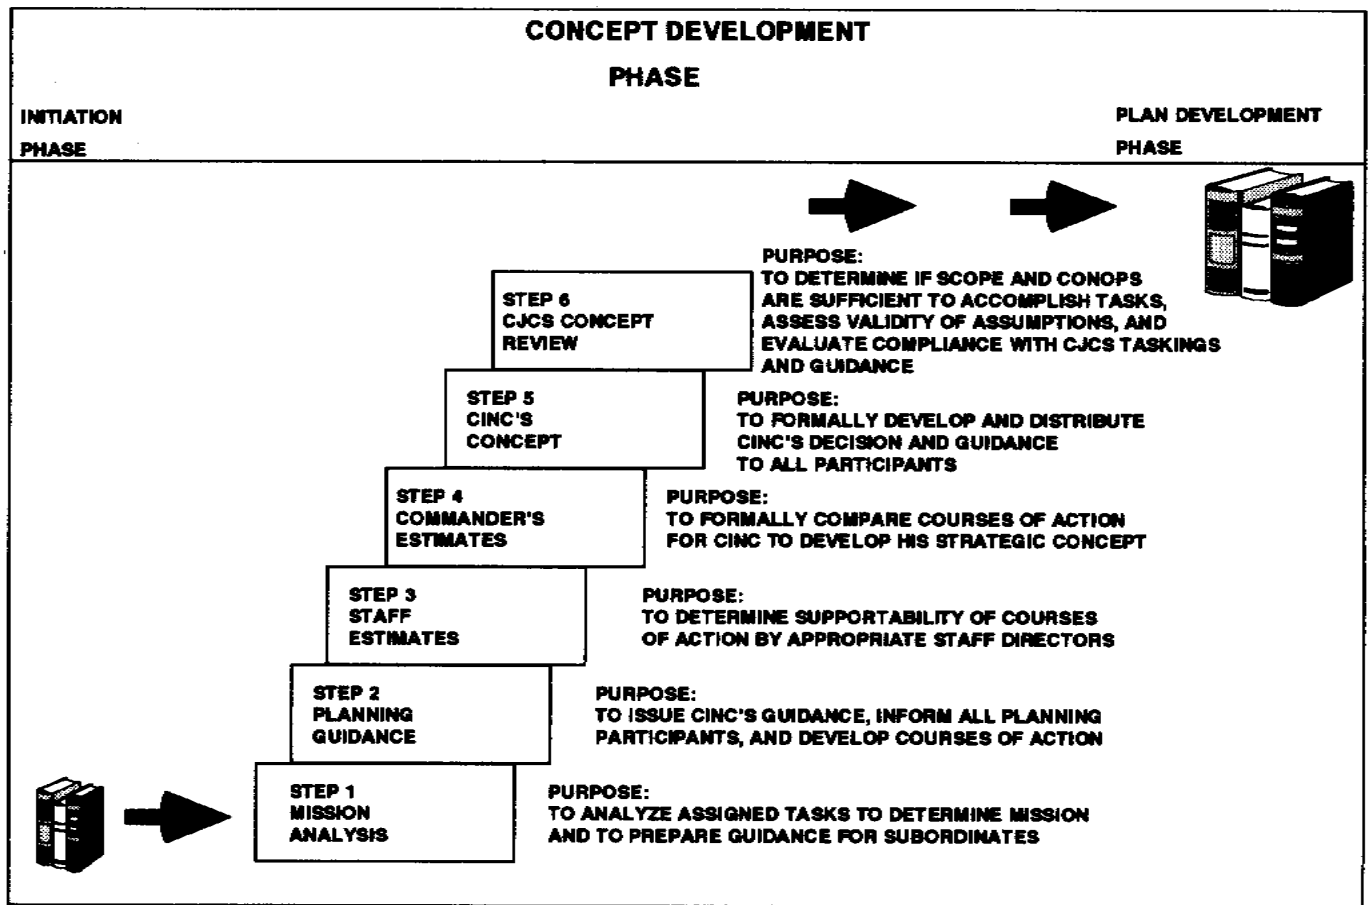 CONCEPT DEVELOPMENT
PHASE
INITIATION
PHASE
PLAN DEVELOPMENT
PHASE
STEP 6
CJCS CONCEPT
REVIEW
PURPOSE:
TO DETERMINE IF SCOPE AND CONOPS
ARE SUFFICIENT TO ACCOMPLISH TASKS,
ASSESS VALIDITY OF ASSUMPTIONS, AND
EVALUATE COMPLIANCE WITH CJCS TASKINGS
AND GUIDANCE
STEP 5
CINC'S
CONCEPT
PURPOSE:
TO FORMALLY DEVELOP AND DISTRIBUTE
CINC'S DECISION AND GUIDANCE
TO ALL PARTICIPANTS
STEP 4
COMMANDER'S
ESTIMATES
PURPOSE:
TO FORMALLY COMPARE COURSES OF ACTION
FOR CINC TO DEVELOP HIS STRATEGIC CONCEPT
STEP 3
STAFF
ESTIMATES
PURPOSE:
TO DETERMINE SUPPORTABILITY OF COURSES
OF ACTION BY APPROPRIATE STAFF DIRECTORS
STEP 2
PLANNING
GUIDANCE
PURPOSE:
TO ISSUE CINC'S GUIDANCE, INFORM ALL PLANNING
PARTICIPANTS, AND DEVELOP COURSES OF ACTION
STEP 1
MISSION
ANALYSIS
PURPOSE:
TO ANALYZE ASSIGNED TASKS TO DETERMINE MISSION
AND TO PREPARE GUIDANCE FOR SUBORDINATES